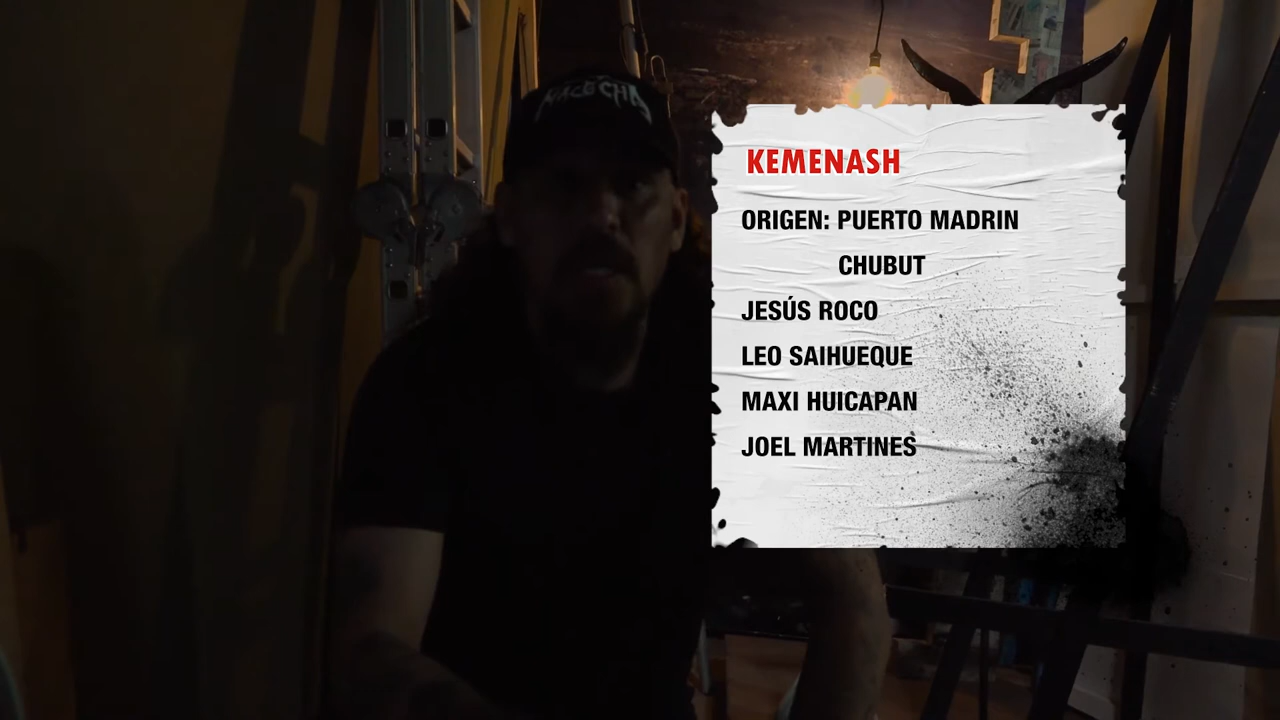 KEMENASH
ORIGEN: PUERTO MADRIN
CHUBUT
JESÚS ROCO
LEO SAIHUEQUE
MAXI HUICAPAN
JOEL MARTINES